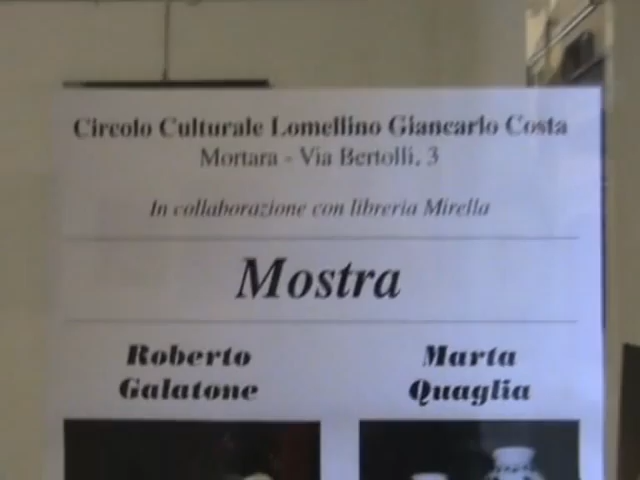 Circolo Culturale Lomellino Giancarlo Costa
Mortara - Via Bertolli, 3
In collaborazione con libreria Mirella
Mostra
Roberto Galatone
Marta Quaglia